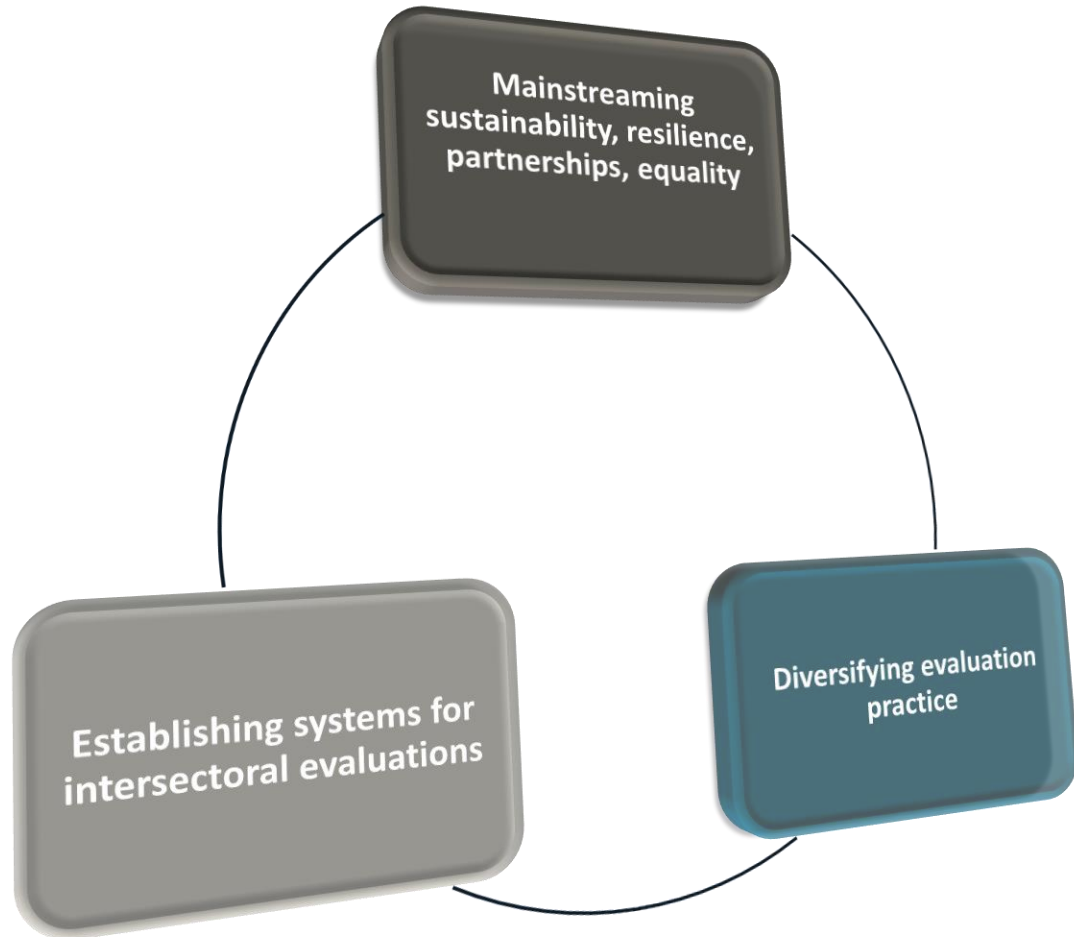 Mainstreaming
sustainability, resilience,
partnerships, equality
Diversifying evaluation
practice
Establishing systems for
intersectoral evaluations